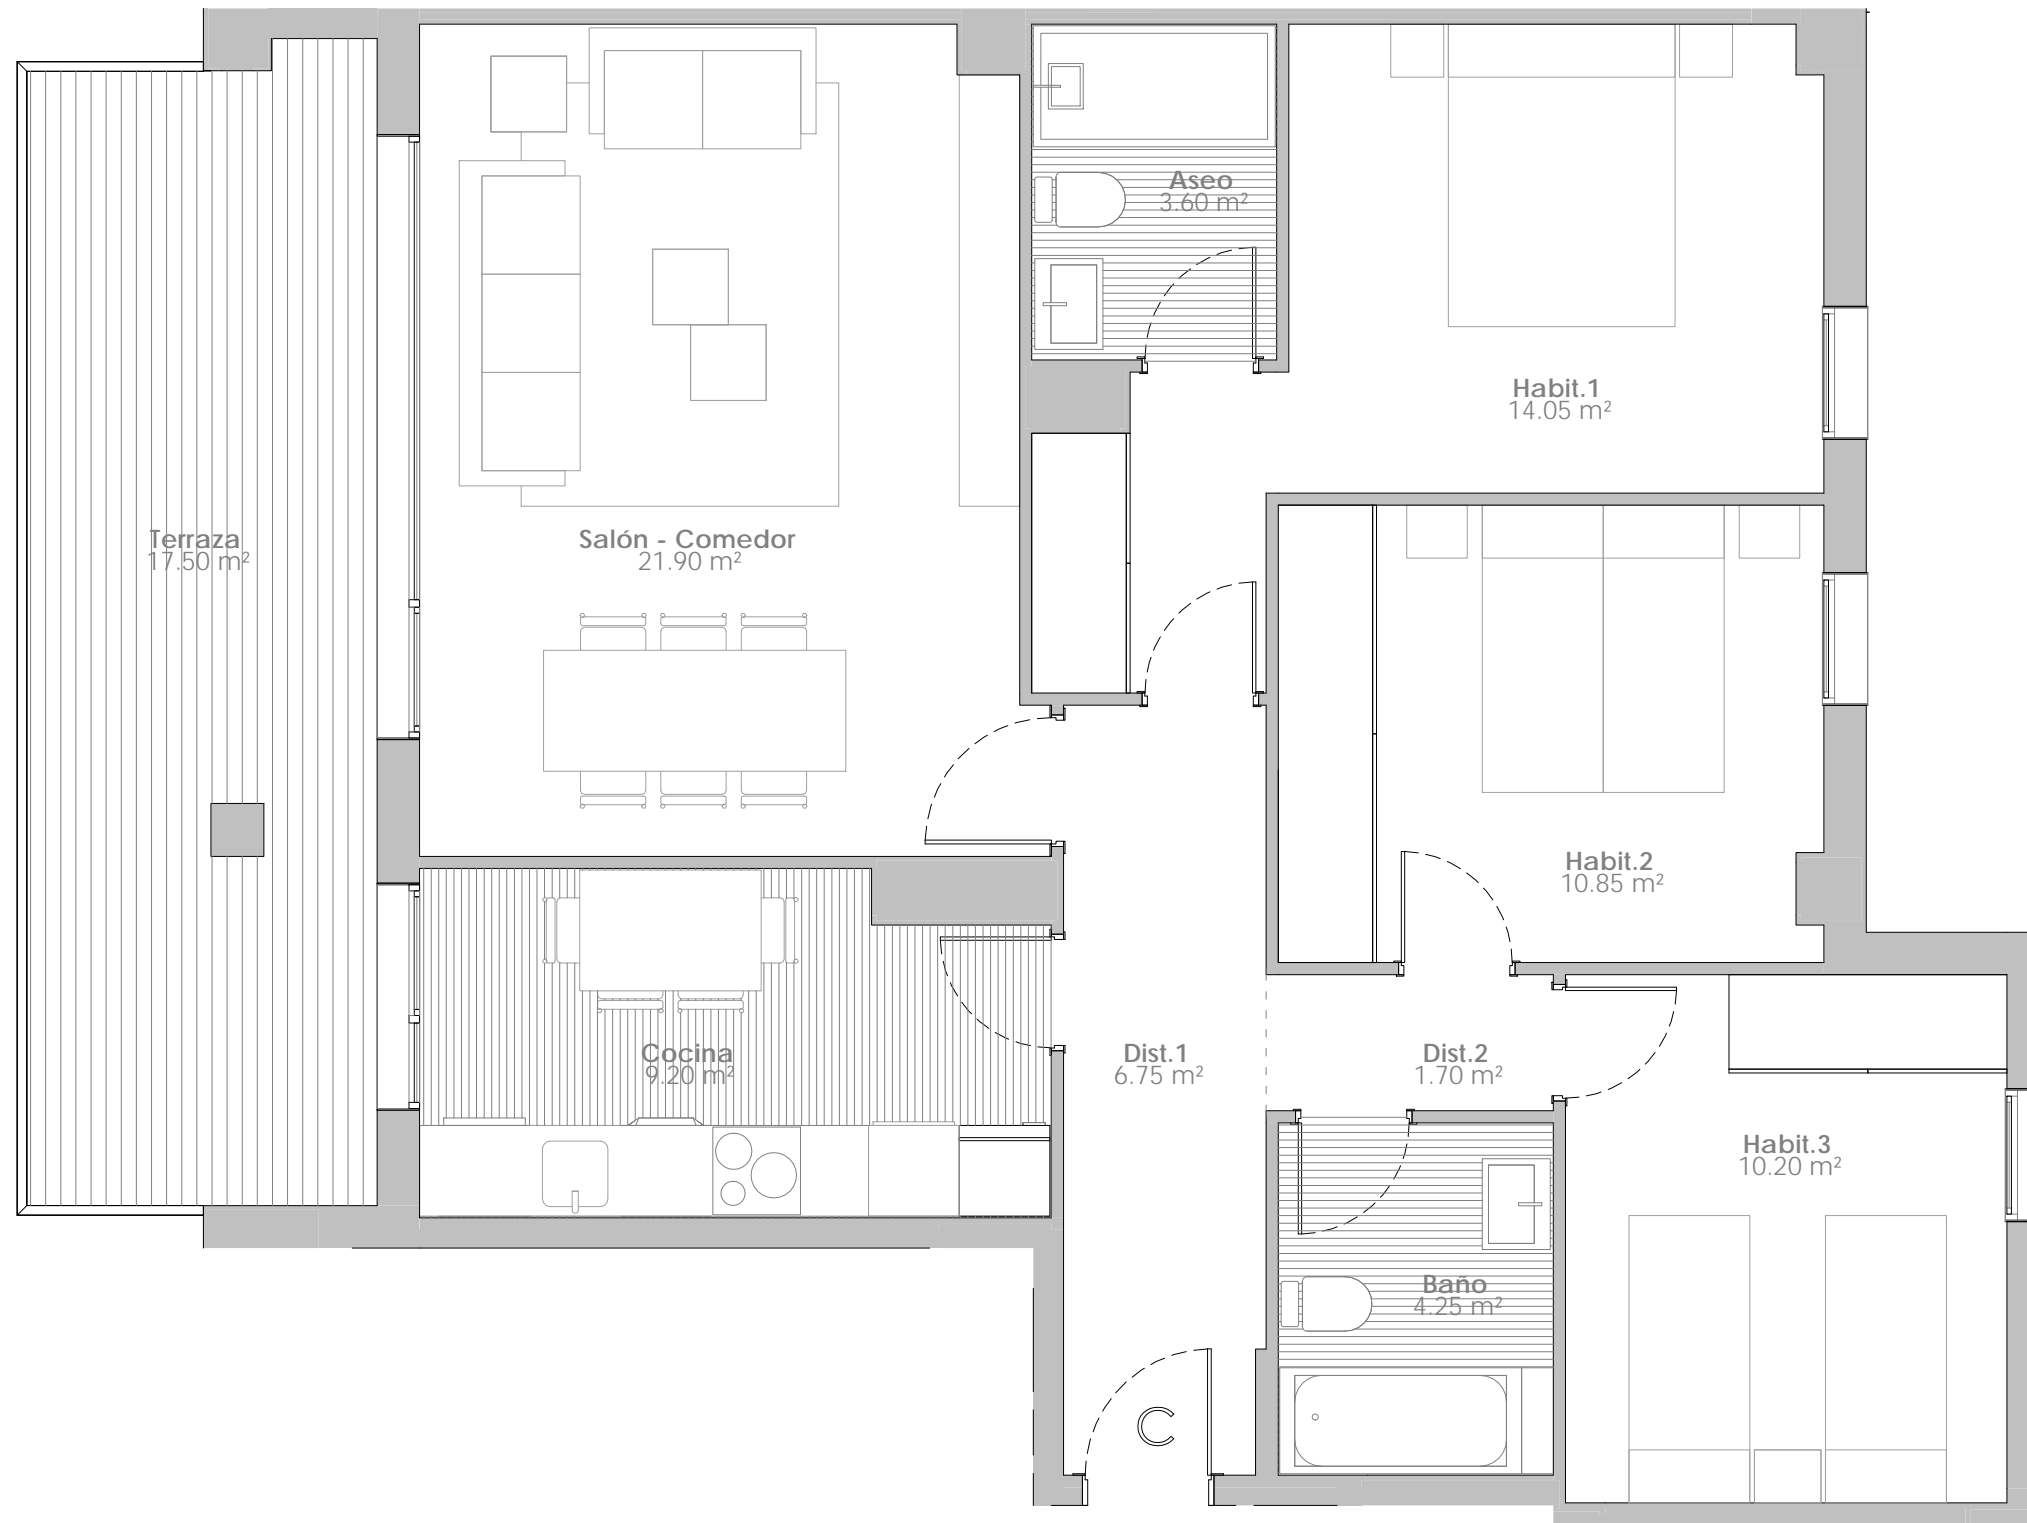 Aseo
3.60 m²
Habit.1
14.05 m²
Terraza
17.50 m²
Salón - Comedor
21.90 m²
Habit.2
10.85 m²
Cocina
9.20 m²
Dist.1
6.75 m²
Dist.2
1.70 m²
Habit.3
10.20 m²
Baño
4.25 m²
C